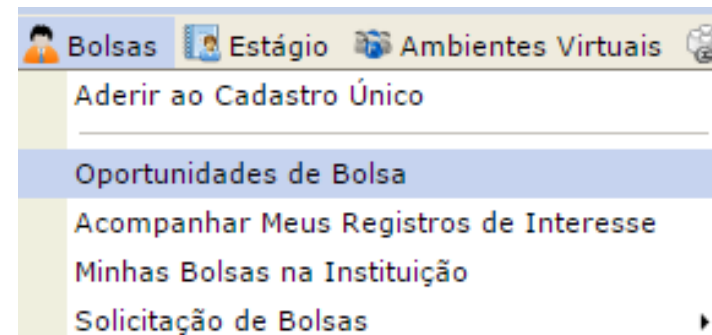 Bolsas Estágio Ambientes Virtuais
Aderir ao Cadastro Único
Oportunidades de Bolsa
Acompanhar Meus Registros de Interesse
Minhas Bolsas na Instituição
Solicitação de Bolsas